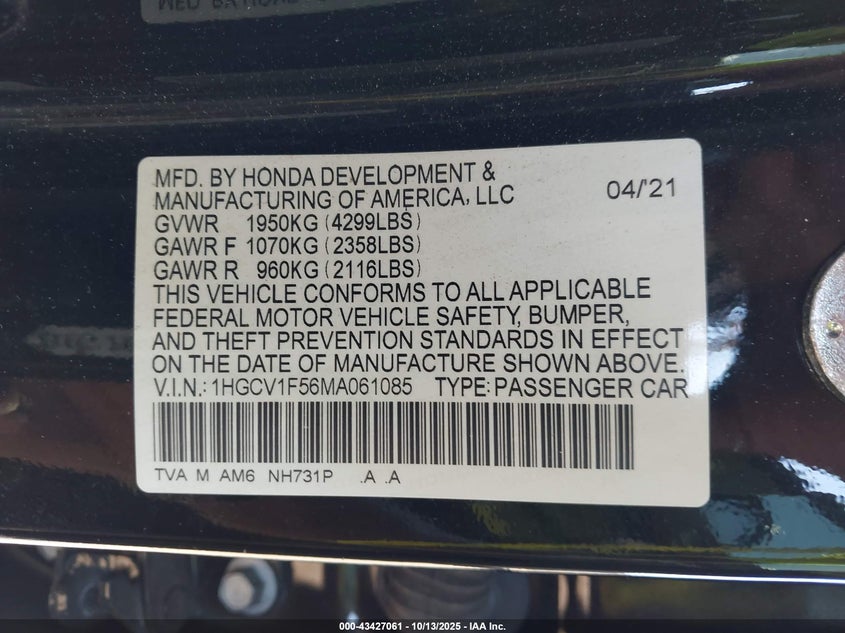 MFD. BY HONDA DEVELOPMENT &
MANUFACTURING OF AMERICA, LLC 04/'21
GVWR 1950KG (4299LBS)
GAWR F 1070KG (2358LBS)
GAWR R 960KG (2116LBS)
THIS VEHICLE CONFORMS TO ALL APPLICABLE
FEDERAL MOTOR VEHICLE SAFETY, BUMPER,
AND THEFT PREVENTION STANDARDS IN EFFECT
ON THE DATE OF MANUFACTURE SHOWN ABOVE.
V.I.N.: 1HGCV1F56MA061085 TYPE: PASSENGER CAR
TVA M AM6 NH731P .A .A
000-43427061 - 10/13/2025 - IAA Inc.